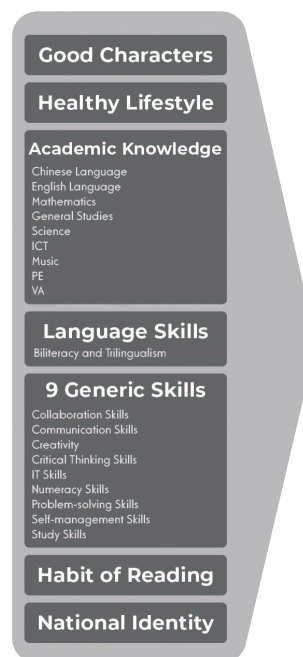 Good Characters
Healthy Lifestyle
Academic Knowledge
Chinese Language
English Language
Mathematics
General Studies
Science
ICT
Music
PE
VA
Language Skills
Biliteracy and Trilingualism
9 Generic Skills
Collaboration Skills
Communication Skills
Creativity
Critical Thinking Skills
IT Skills
Numeracy Skills
Problem-solving Skills
Self-management Skills
Study Skills
Habit of Reading
National Identity